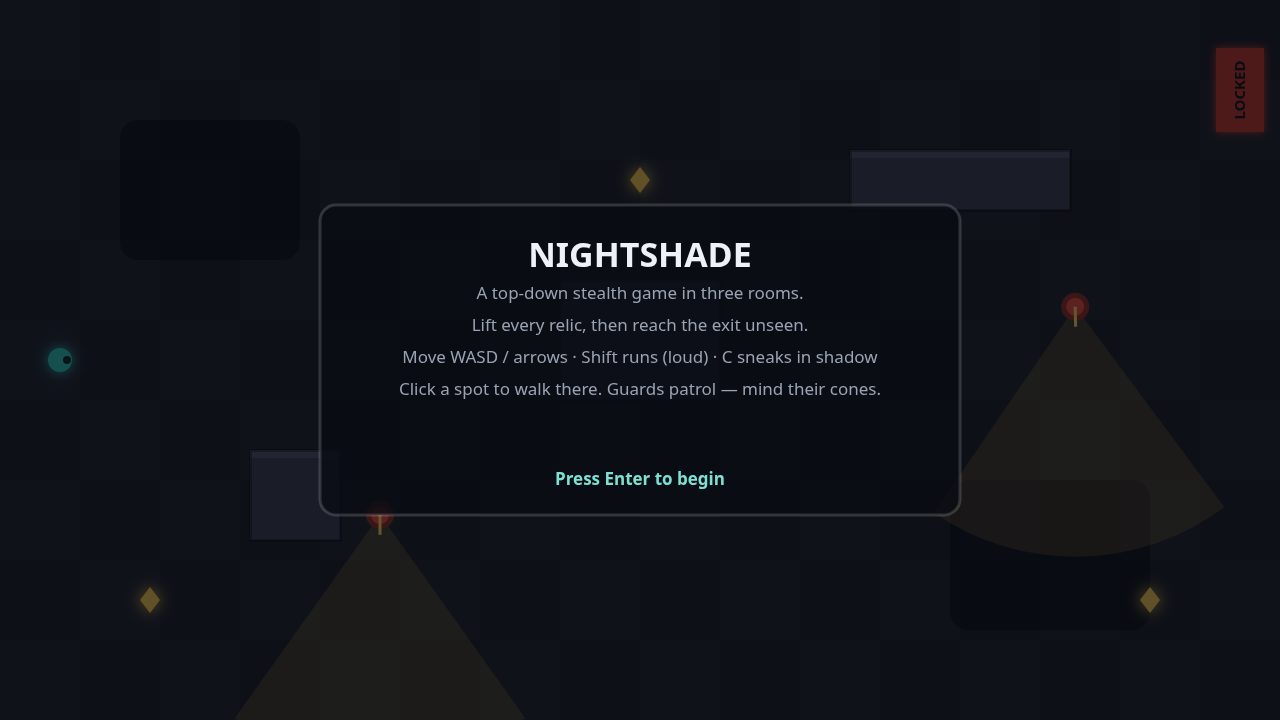 LOCKED
NIGHTSHADE
A top-down stealth game in three rooms.
Lift every relic, then reach the exit unseen.
Move WASD / arrows · Shift runs (loud) · C sneaks in shadow
Click a spot to walk there. Guards patrol — mind their cones.
Press Enter to begin